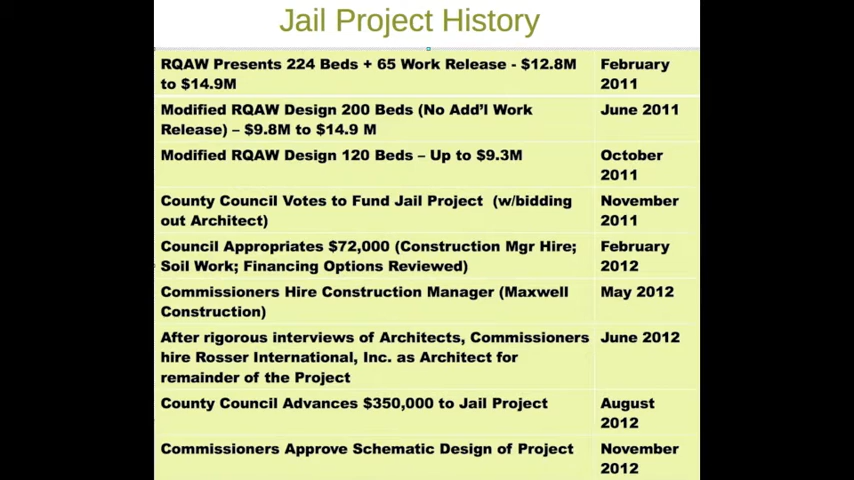 Jail Project History
RQAW Presents 224 Beds + 65 Work Release - $12.8M February
to $14.9M 2011
Modified RQAW Design 200 Beds (No Add'l Work June 2011
Release) – $9.8M to $14.9 M
Modified RQAW Design 120 Beds – Up to $9.3M October
2011
County Council Votes to Fund Jail Project (w/bidding November
out Architect) 2011
Council Appropriates $72,000 (Construction Mgr Hire; February
Soil Work; Financing Options Reviewed) 2012
Commissioners Hire Construction Manager (Maxwell May 2012
Construction)
After rigorous interviews of Architects, Commissioners June 2012
hire Rosser International, Inc. as Architect for
remainder of the Project
County Council Advances $350,000 to Jail Project August
2012
Commissioners Approve Schematic Design of Project November
2012